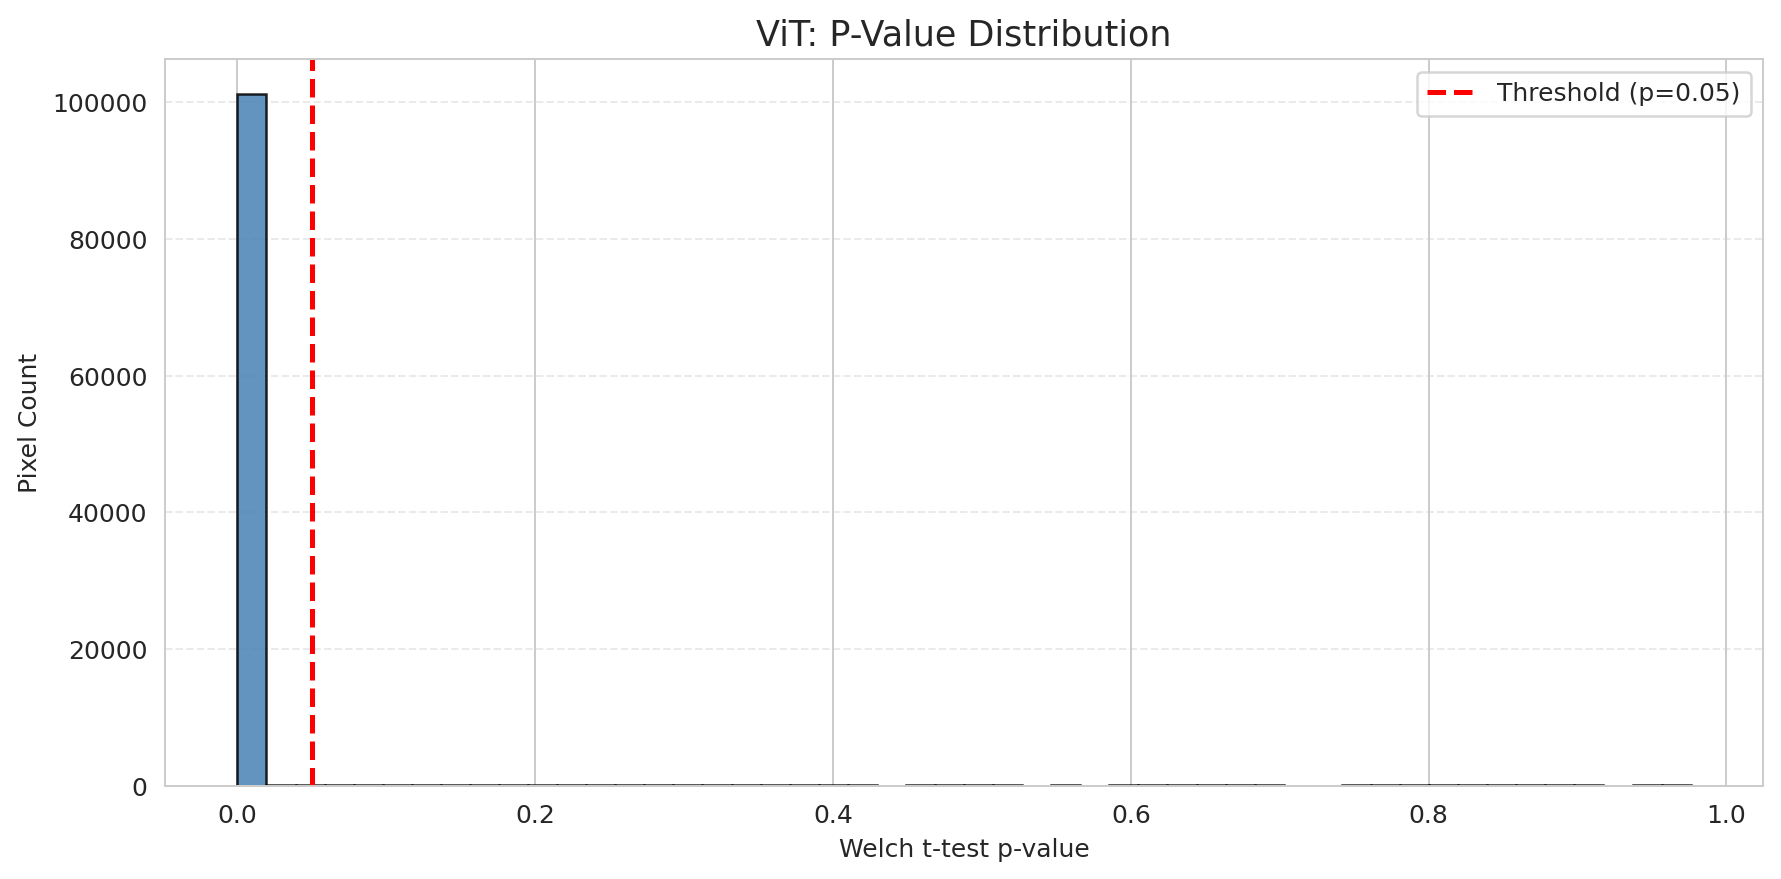 ViT: P-Value Distribution
Threshold (p=0.05)
100000
80000
60000
40000
20000
0
Pixel Count
0.0 0.2 0.4 0.6 0.8 1.0
Welch t-test p-value